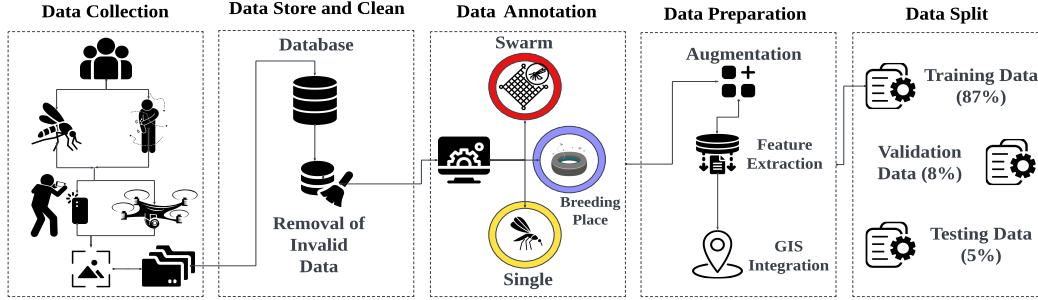 Data Collection
Data Store and Clean
Data Annotation
Data Preparation
Data Split
Database
Removal of
Invalid
Data
Swarm
Breeding
Place
Single
Augmentation
Feature
Extraction
GIS
Integration
Training Data
(87%)
Validation
Data (8%)
Testing Data
(5%)